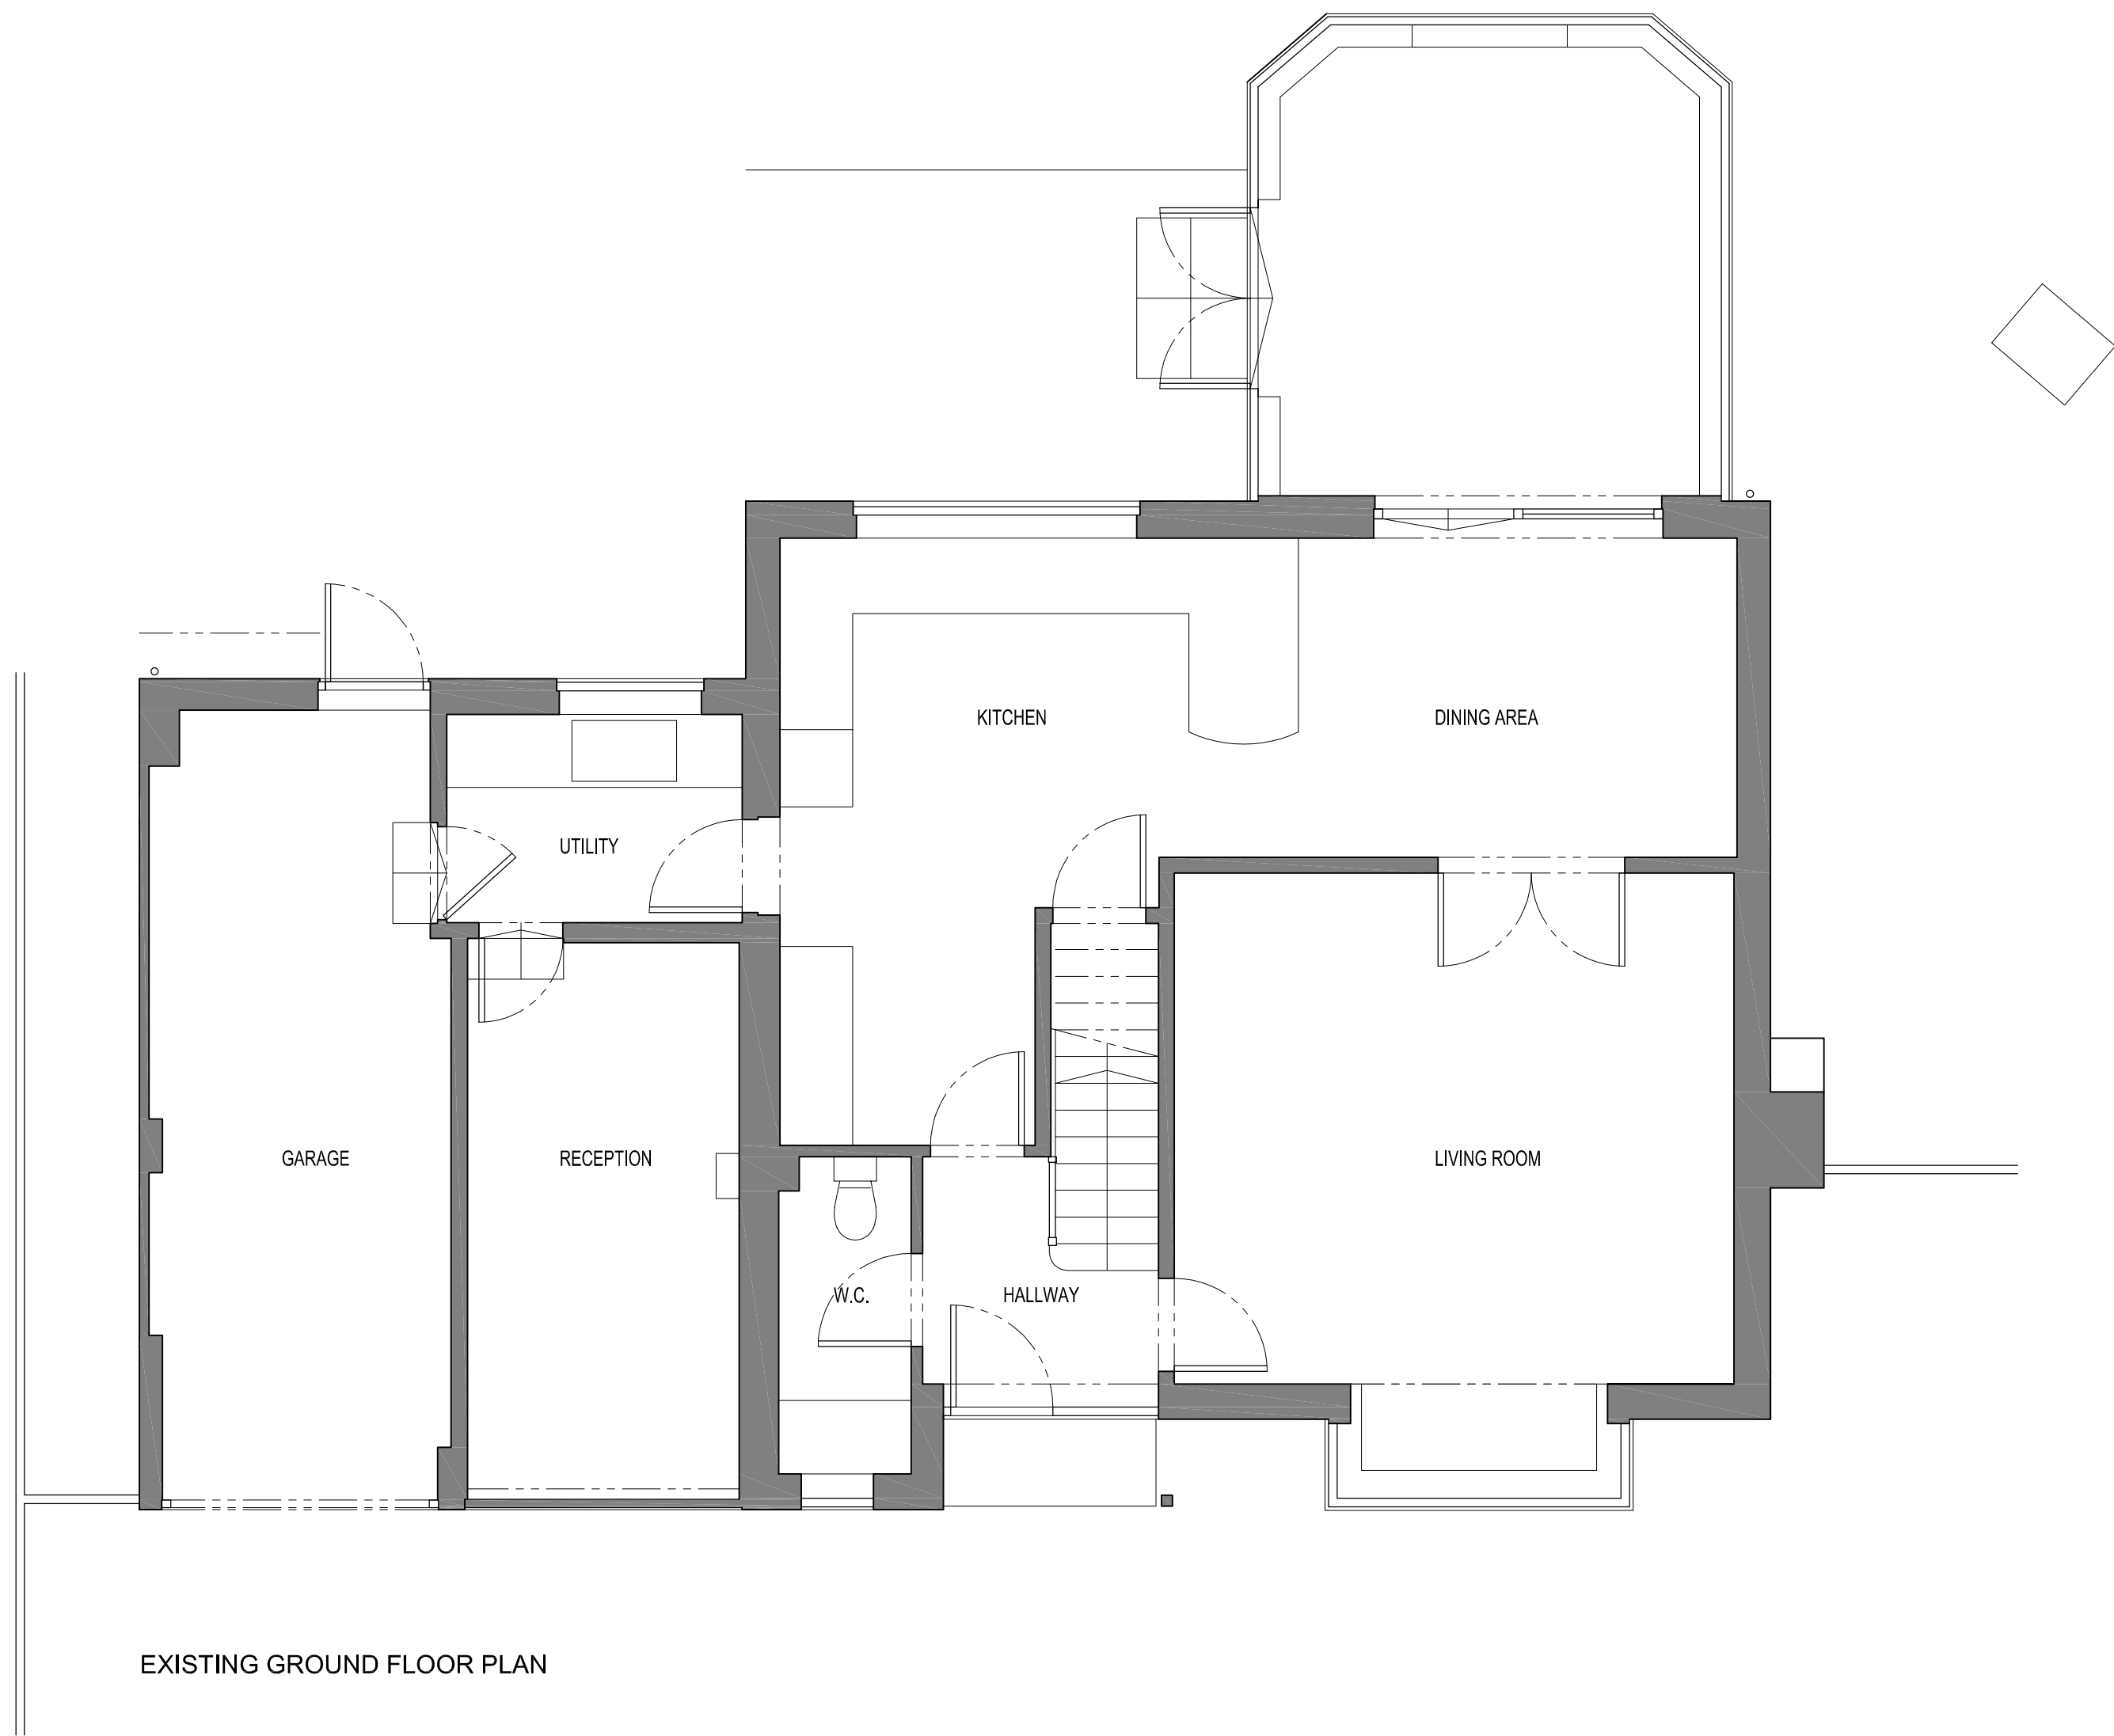 KITCHEN
DINING AREA
UTILITY
GARAGE
RECEPTION
LIVING ROOM
W.C.
HALLWAY
EXISTING GROUND FLOOR PLAN